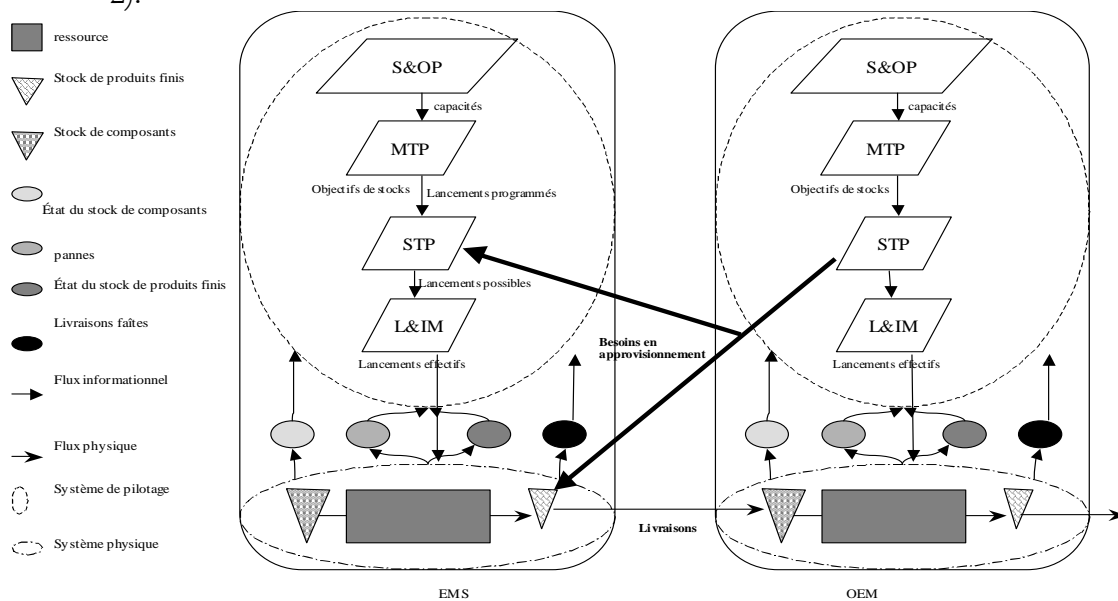 2).
ressource
Stock de produits finis
Stock de composants
État du stock de composants
pannes
État du stock de produits finis
Livraisons faîtes
Flux informationnel
Flux physique
Système de pilotage
Système physique
S&OP
capacités
MTP
Objectifs de stocks
Lancements programmés
STP
Lancements possibles
L&IM
Lancements effectifs
Besoins en
approvisionnement
Livraisons
EMS
S&OP
capacités
MTP
Objectifs de stocks
STP
L&IM
Lancements effectifs
OEM